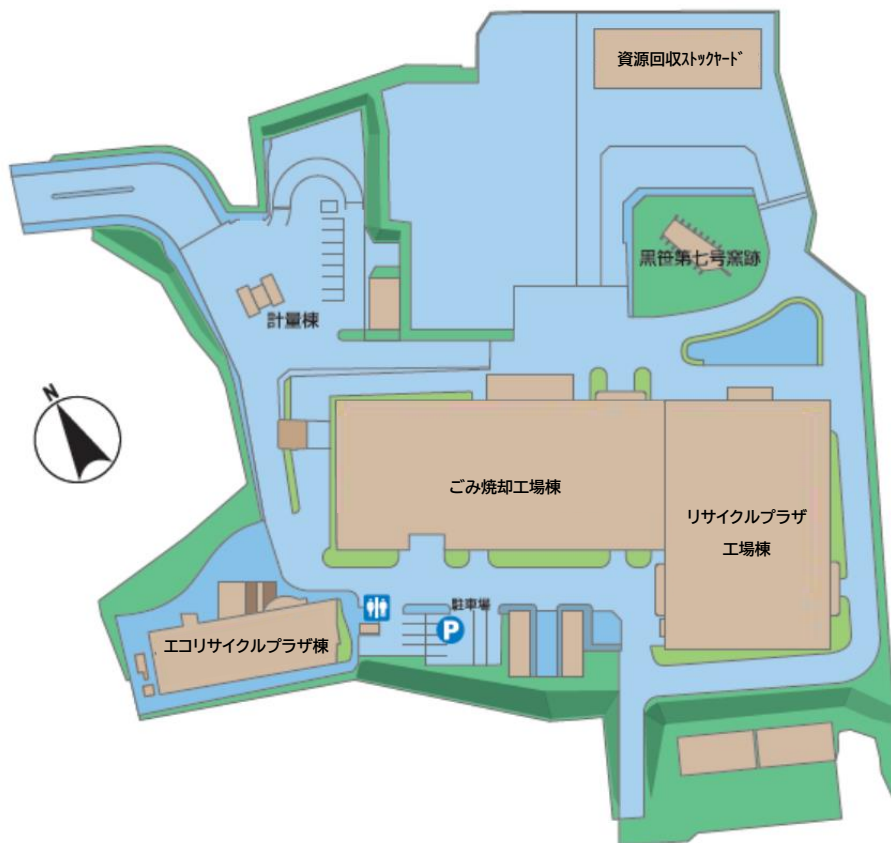 資源回収ストックヤード
黒笹第七号窯跡
計量棟
N
ごみ焼却工場棟
リサイクルプラザ
工場棟
駐車場
P
エコリサイクルプラザ棟